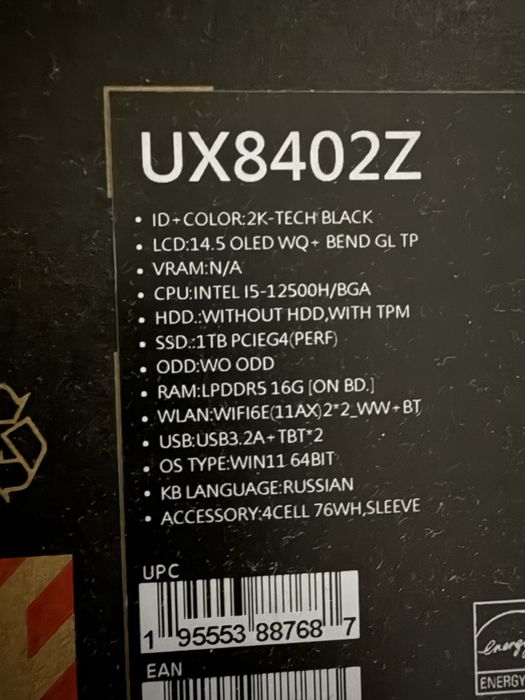 UX8402Z
• ID+COLOR:2K-TECH BLACK
• LCD:14.5 OLED WQ+ BEND GL TP
• VRAM:N/A
• CPU:INTEL I5-12500H/BGA
• HDD.:WITHOUT HDD,WITH TPM
• SSD.:1TB PCIEG4(PERF)
• ODD:WO ODD
• RAM:LPDDR5 16G [ON BD.]
• WLAN:WIFI6E(11AX)2*2_WW+BT
• USB:USB3.2A+TBT*2
• OS TYPE:WIN11 64BIT
• KB LANGUAGE:RUSSIAN
• ACCESSORY:4CELL 76WH,SLEEVE
UPC
1 95553 88768 7
EAN
energy
ENERGY